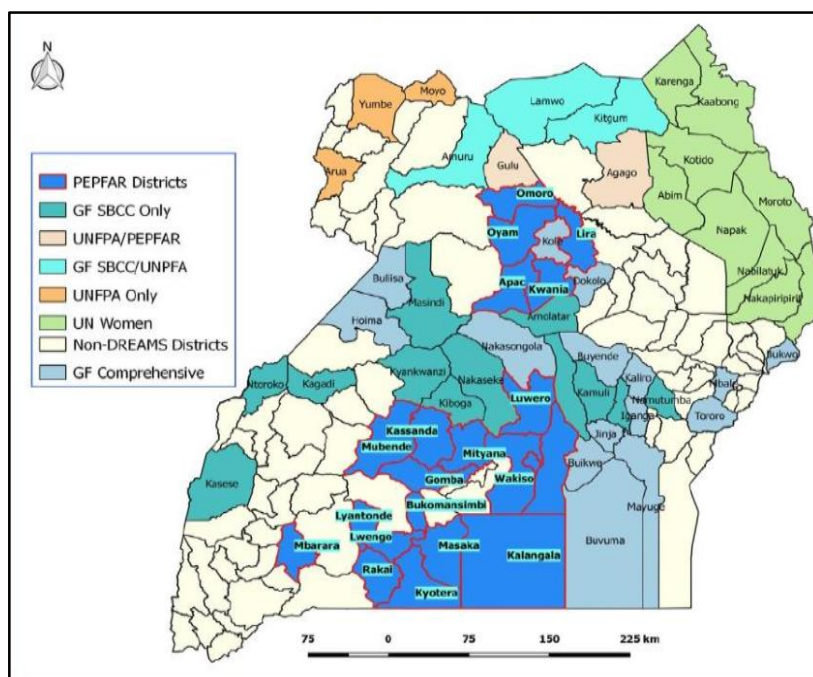 N
PEPFAR Districts
GF SBCC Only
UNFPA/PEPFAR
GF SBCC/UNPFA
UNFPA Only
UN Women
Non-DREAMS Districts
GF Comprehensive
Karenga
Kaabong
Moyo
Yumbe
Lamwo
Kitgum
Amuru
Gulu
Agago
Kotido
Arua
Abim
Moroto
Omoro
Oyam
Kole
Lira
Napak
Apac
Kwania
Dokolo
Nabilatuk
Nakapiripirit
Buliisa
Masindi
Hoima
Amolatar
Nakasongola
Buyende
Bukwo
Ntoroko
Kagadi
Kyankwanzi
Nakaseke
Kiboga
Luwero
Kamuli
Kaliro
Namutumba
Mbale
Iganga
Tororo
Kassanda
Mubende
Mityana
Jinja
Kasese
Gomba
Wakiso
Buikwe
Bukomansimbi
Mayuge
Lyantonde
Lwengo
Mbarara
Masaka
Kalangala
Buvuma
Rakai
Kyotera
75 0 75 150 225 km